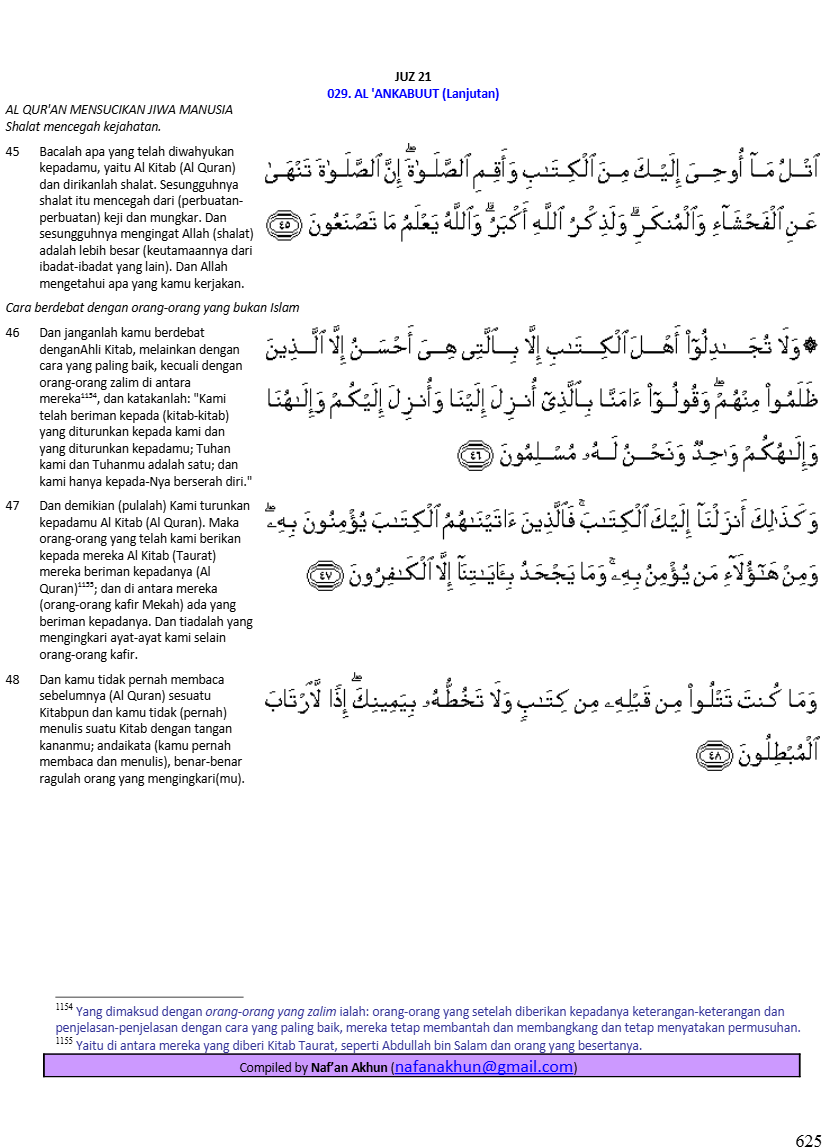 JUZ 21
029. AL 'ANKABUUT (Lanjutan)
AL QUR'AN MENSUCIKAN JIWA MANUSIA
Shalat mencegah kejahatan.
45 Bacalah apa yang telah diwahyukan
kepadamu, yaitu Al Kitab (Al Quran)
dan dirikanlah shalat. Sesungguhnya
shalat itu mencegah dari (perbuatan-
perbuatan) keji dan mungkar. Dan
sesungguhnya mengingat Allah (shalat)
adalah lebih besar (keutamaannya dari
ibadat-ibadat yang lain). Dan Allah
mengetahui apa yang kamu kerjakan.
ٱتْلُ مَآ أُوحِىَ إِلَيْكَ مِنَ ٱلْكِتَـٰبِ وَأَقِمِ ٱلصَّلَوٰةَ ۖ إِنَّ ٱلصَّلَوٰةَ تَنْهَىٰ
عَنِ ٱلْفَحْشَآءِ وَٱلْمُنكَرِ ۗ وَلَذِكْرُ ٱللَّهِ أَكْبَرُ ۗ وَٱللَّهُ يَعْلَمُ مَا تَصْنَعُونَ ﴿٤٥﴾
Cara berdebat dengan orang-orang yang bukan Islam
46 Dan janganlah kamu berdebat
denganAhli Kitab, melainkan dengan
cara yang paling baik, kecuali dengan
orang-orang zalim di antara
mereka¹¹⁵⁴, dan katakanlah: "Kami
telah beriman kepada (kitab-kitab)
yang diturunkan kepada kami dan
yang diturunkan kepadamu; Tuhan
kami dan Tuhanmu adalah satu; dan
kami hanya kepada-Nya berserah diri."
۞ وَلَا تُجَـٰدِلُوٓا۟ أَهْلَ ٱلْكِتَـٰبِ إِلَّا بِٱلَّتِى هِىَ أَحْسَنُ إِلَّا ٱلَّذِينَ
ظَلَمُوا۟ مِنْهُمْ ۖ وَقُولُوٓا۟ ءَامَنَّا بِٱلَّذِىٓ أُنزِلَ إِلَيْنَا وَأُنزِلَ إِلَيْكُمْ وَإِلَـٰهُنَا
وَإِلَـٰهُكُمْ وَٰحِدٌ وَنَحْنُ لَهُۥ مُسْلِمُونَ ﴿٤٦﴾
47 Dan demikian (pulalah) Kami turunkan
kepadamu Al Kitab (Al Quran). Maka
orang-orang yang telah kami berikan
kepada mereka Al Kitab (Taurat)
mereka beriman kepadanya (Al
Quran)¹¹⁵⁵; dan di antara mereka
(orang-orang kafir Mekah) ada yang
beriman kepadanya. Dan tiadalah yang
mengingkari ayat-ayat kami selain
orang-orang kafir.
وَكَذَٰلِكَ أَنزَلْنَآ إِلَيْكَ ٱلْكِتَـٰبَ ۚ فَٱلَّذِينَ ءَاتَيْنَـٰهُمُ ٱلْكِتَـٰبَ يُؤْمِنُونَ بِهِۦ ۖ
وَمِنْ هَـٰٓؤُلَآءِ مَن يُؤْمِنُ بِهِۦ ۚ وَمَا يَجْحَدُ بِـَٔايَـٰتِنَآ إِلَّا ٱلْكَـٰفِرُونَ ﴿٤٧﴾
48 Dan kamu tidak pernah membaca
sebelumnya (Al Quran) sesuatu
Kitabpun dan kamu tidak (pernah)
menulis suatu Kitab dengan tangan
kananmu; andaikata (kamu pernah
membaca dan menulis), benar-benar
ragulah orang yang mengingkari(mu).
وَمَا كُنتَ تَتْلُوا۟ مِن قَبْلِهِۦ مِن كِتَـٰبٍ وَلَا تَخُطُّهُۥ بِيَمِينِكَ ۖ إِذًا لَّٱرْتَابَ
ٱلْمُبْطِلُونَ ﴿٤٨﴾
¹¹⁵⁴ Yang dimaksud dengan orang-orang yang zalim ialah: orang-orang yang setelah diberikan kepadanya keterangan-keterangan dan
penjelasan-penjelasan dengan cara yang paling baik, mereka tetap membantah dan membangkang dan tetap menyatakan permusuhan.
¹¹⁵⁵ Yaitu di antara mereka yang diberi Kitab Taurat, seperti Abdullah bin Salam dan orang yang besertanya.
Compiled by Naf'an Akhun (nafanakhun@gmail.com)
625